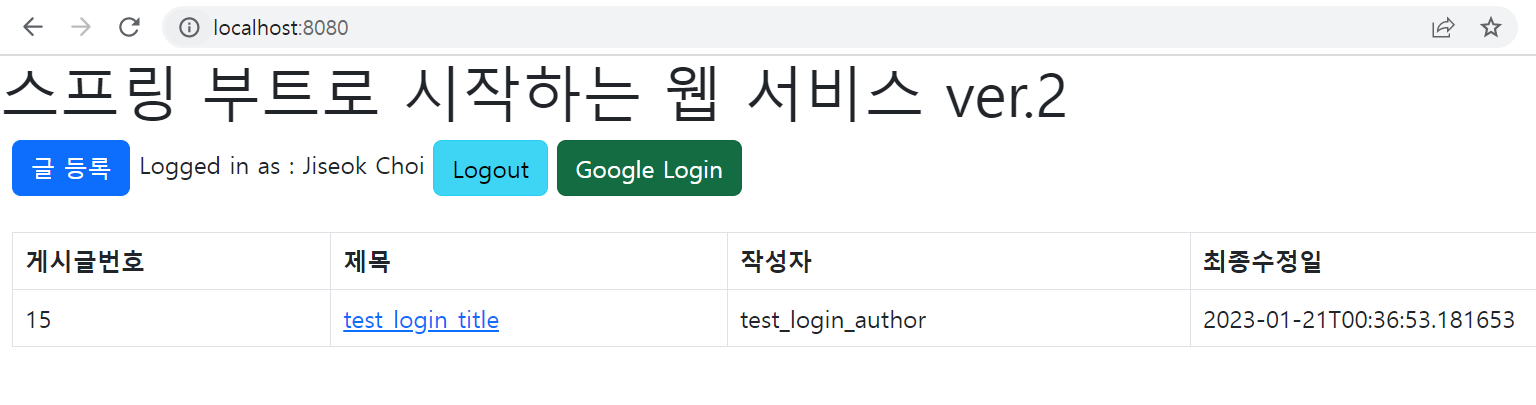 localhost:8080
스프링 부트로 시작하는 웹 서비스 ver.2
글 등록 Logged in as : Jiseok Choi Logout Google Login
게시글번호 제목 작성자 최종수정일
15 test_login_title test_login_author 2023-01-21T00:36:53.181653